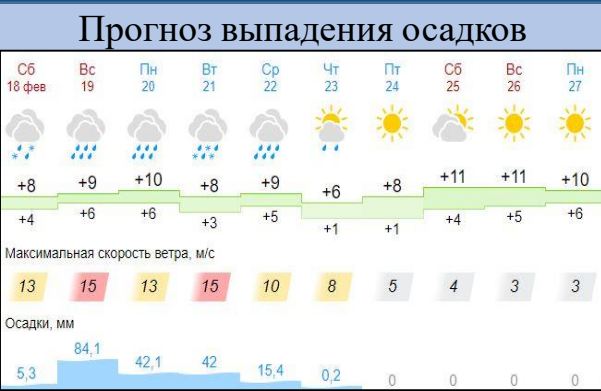 Прогноз выпадения осадков
Сб Вс Пн Вт Ср Чт Пт Сб Вс Пн
18 фев 19 20 21 22 23 24 25 26 27
+8 +9 +10 +8 +9 +6 +8 +11 +11 +10
+4 +6 +6 +3 +5 +1 +1 +4 +5 +6
Максимальная скорость ветра, м/с
13 15 13 15 10 8 5 4 3 3
Осадки, мм
5,3 84,1 42,1 42 15,4 0,2 0 0 0 0